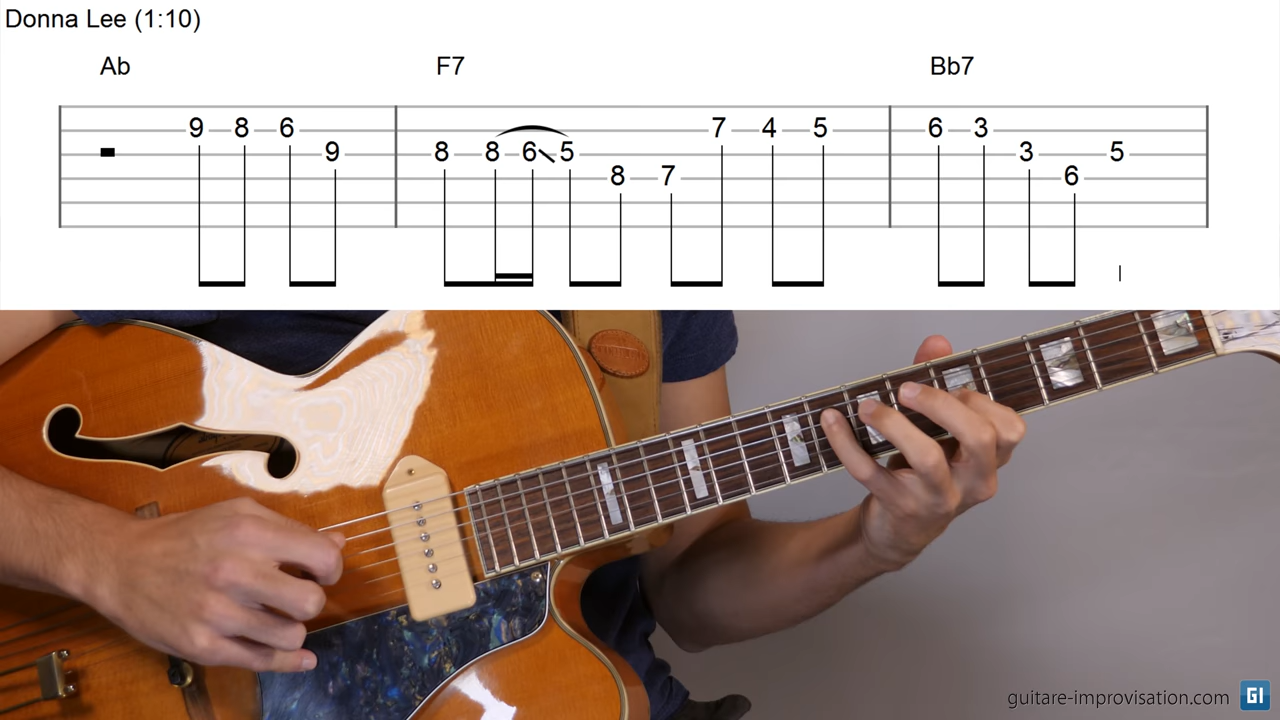 Donna Lee (1:10)
Ab F7 Bb7
9 8 6 7 4 5 6 3
9 8 8 6 5 3 5
8 7 6
guitare-improvisation.com GI